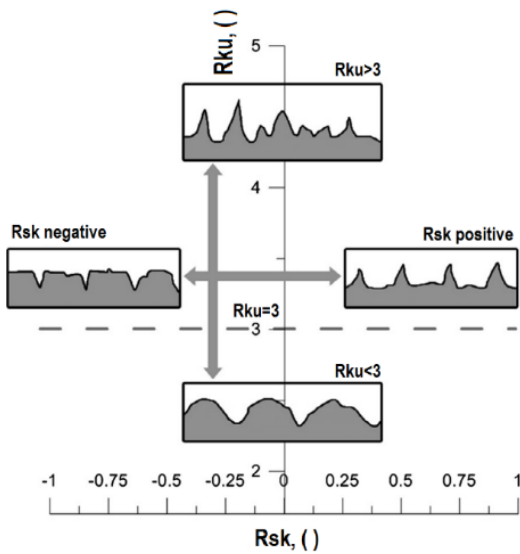 Rku, ( )
5
Rku>3
4
Rsk negative
Rsk positive
Rku=3
3
Rku<3
2
-1 -0.75 -0.5 -0.25 0 0.25 0.5 0.75 1
Rsk, ( )